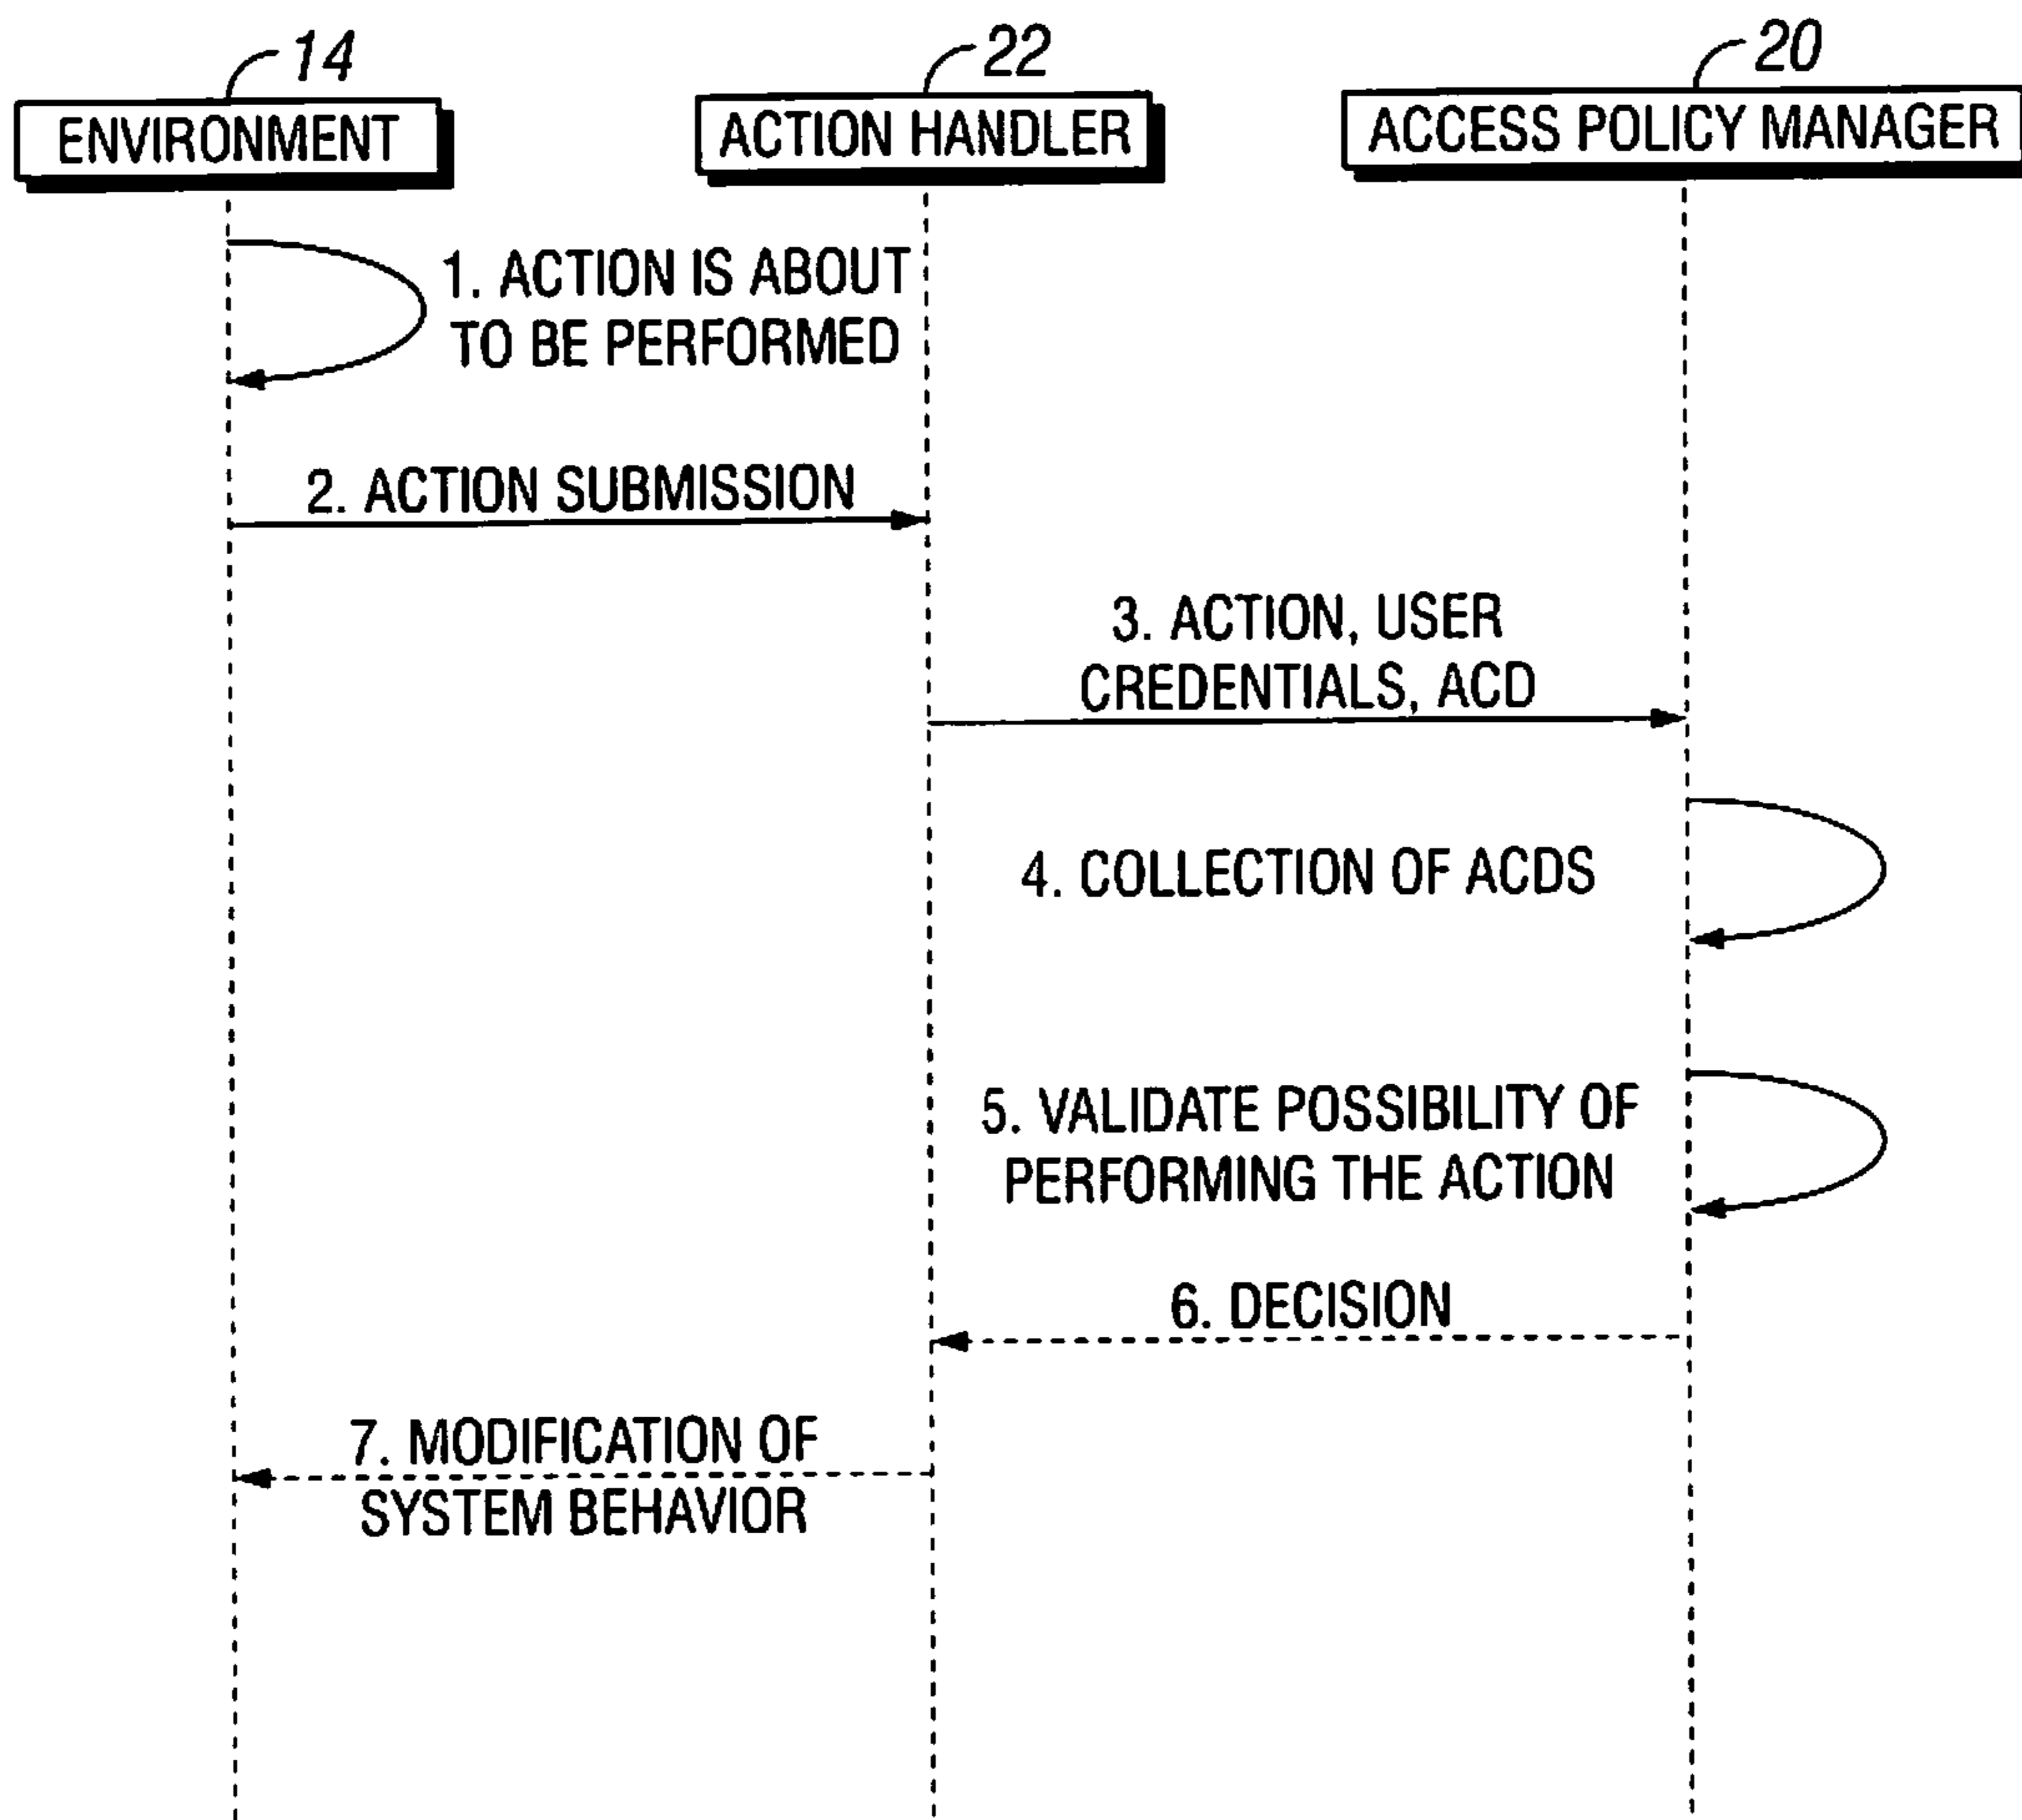 14
22
20
ENVIRONMENT
ACTION HANDLER
ACCESS POLICY MANAGER
1. ACTION IS ABOUT
TO BE PERFORMED
2. ACTION SUBMISSION
3. ACTION, USER
CREDENTIALS, ACD
4. COLLECTION OF ACDS
5. VALIDATE POSSIBILITY OF
PERFORMING THE ACTION
6. DECISION
7. MODIFICATION OF
SYSTEM BEHAVIOR